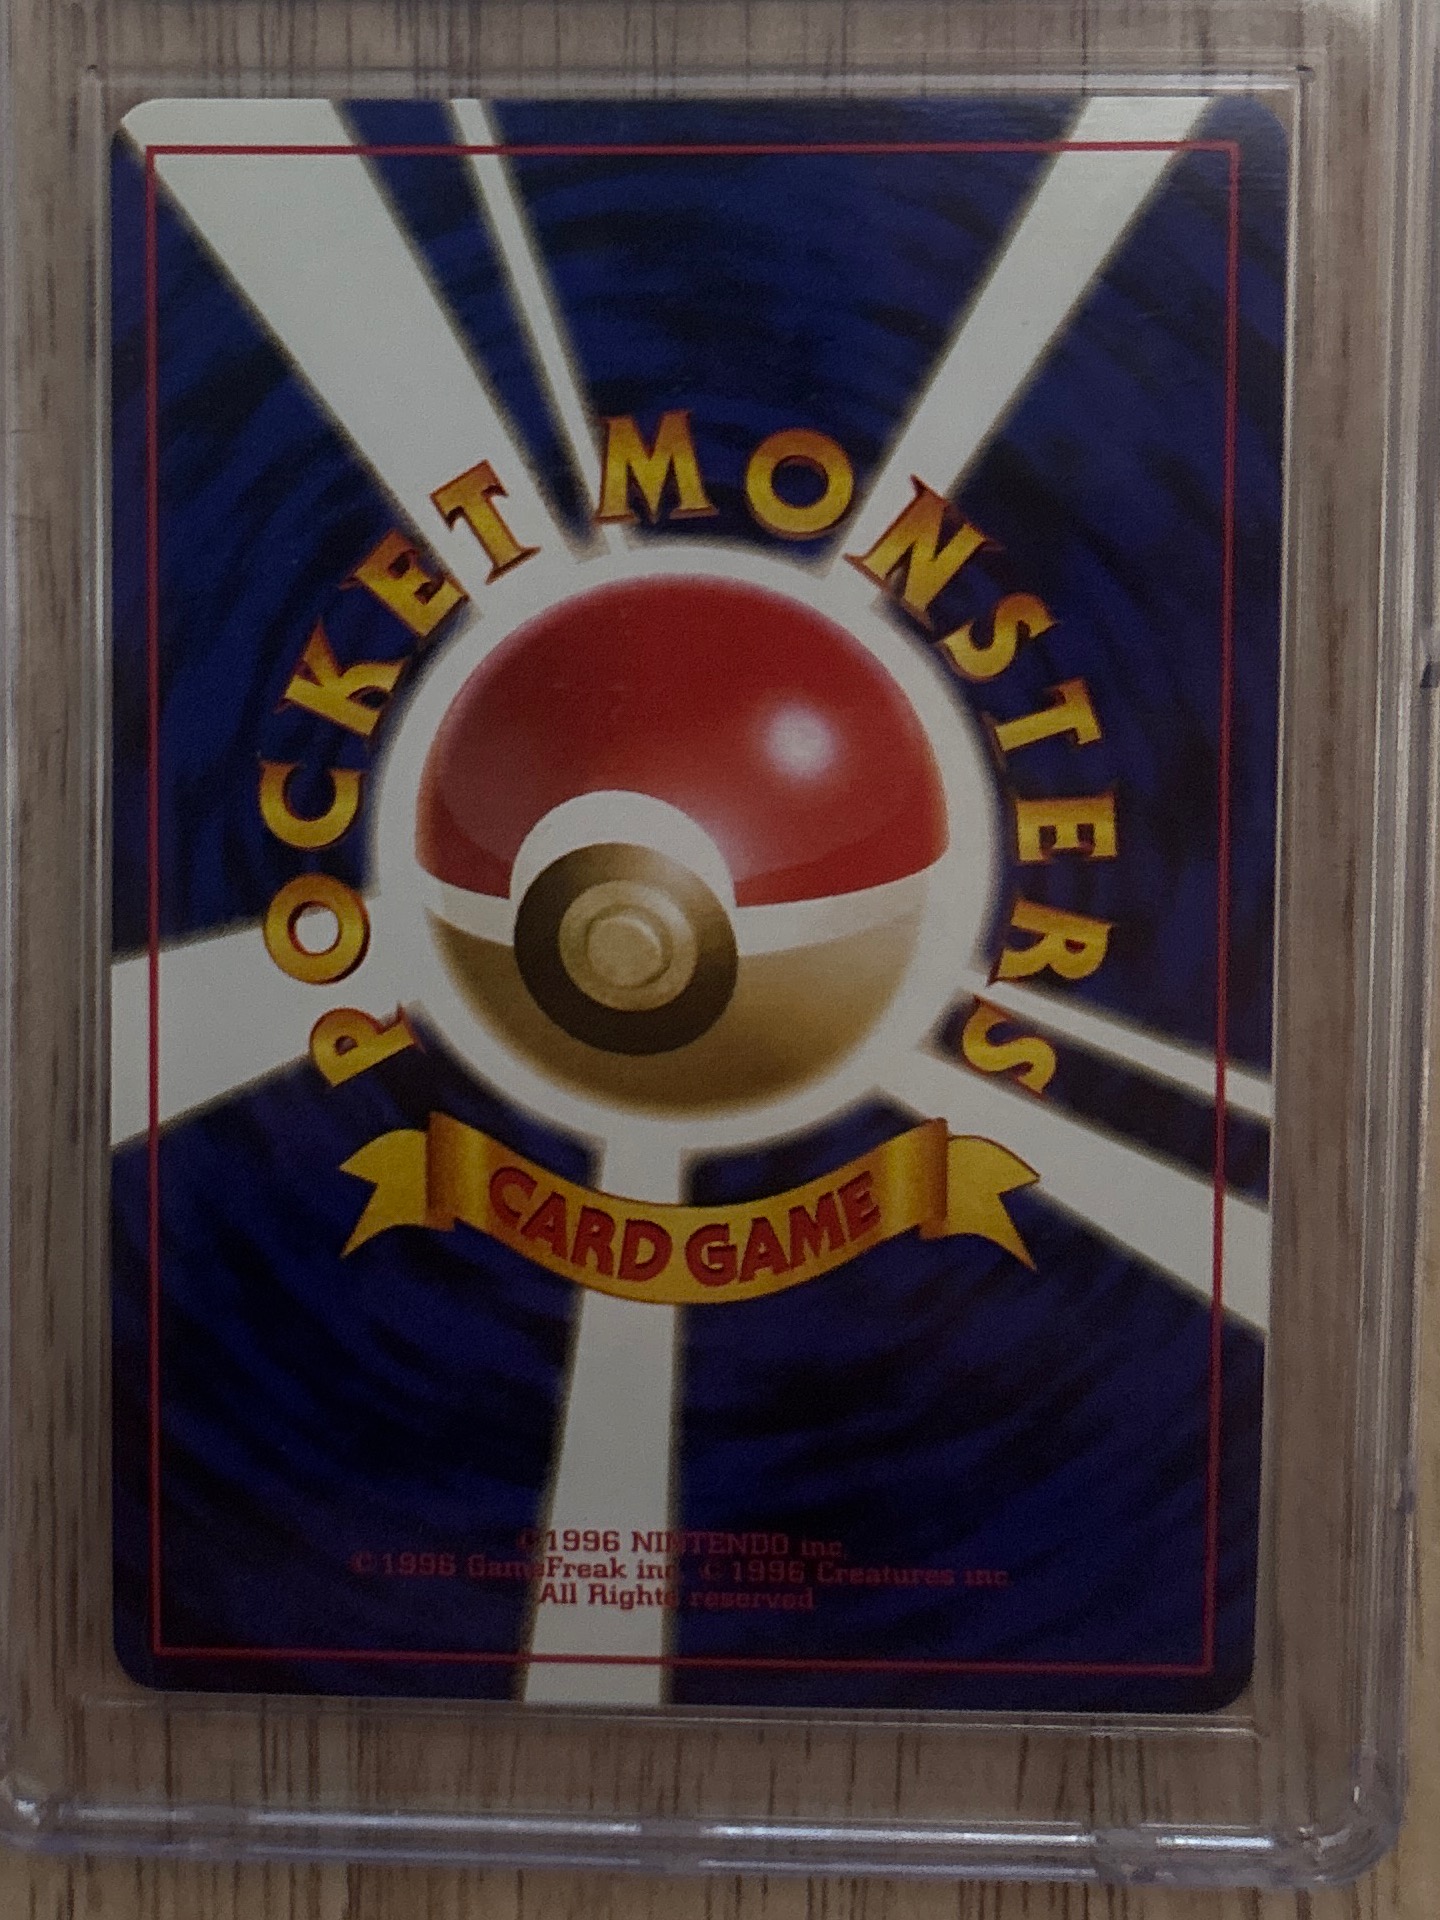 POCKET MONSTERS
CARD GAME
©1996 NINTENDO inc.
©1996 GameFreak inc. ©1996 Creatures inc.
All Rights reserved